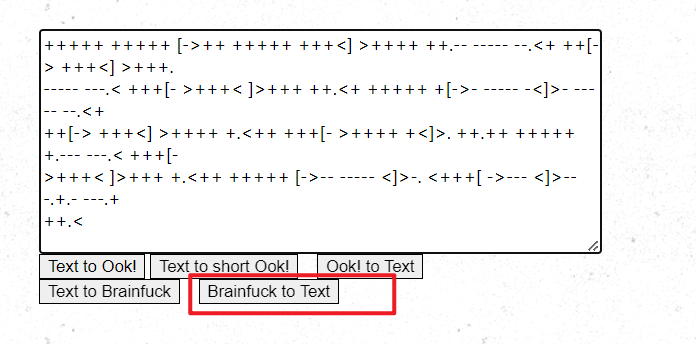 +++++ +++++ [->++ +++++ +++<] >++++ ++.-- ----- --.<+ ++[-
> +++<] >+++.
----- ---.< +++[- >+++< ]>+++ ++.<+ +++++ +[->- ----- -<]>- ---
-- --.<+
++[-> +++<] >++++ +.<++ +++[- >++++ +<]>. ++.++ +++++
+.--- ---.< +++[-
>+++< ]>+++ +.<++ +++++ [->-- ----- <]>-. <+++[ ->--- <]>--
-.+.- ---.+
++.<
Text to Ook! Text to short Ook! Ook! to Text
Text to Brainfuck Brainfuck to Text